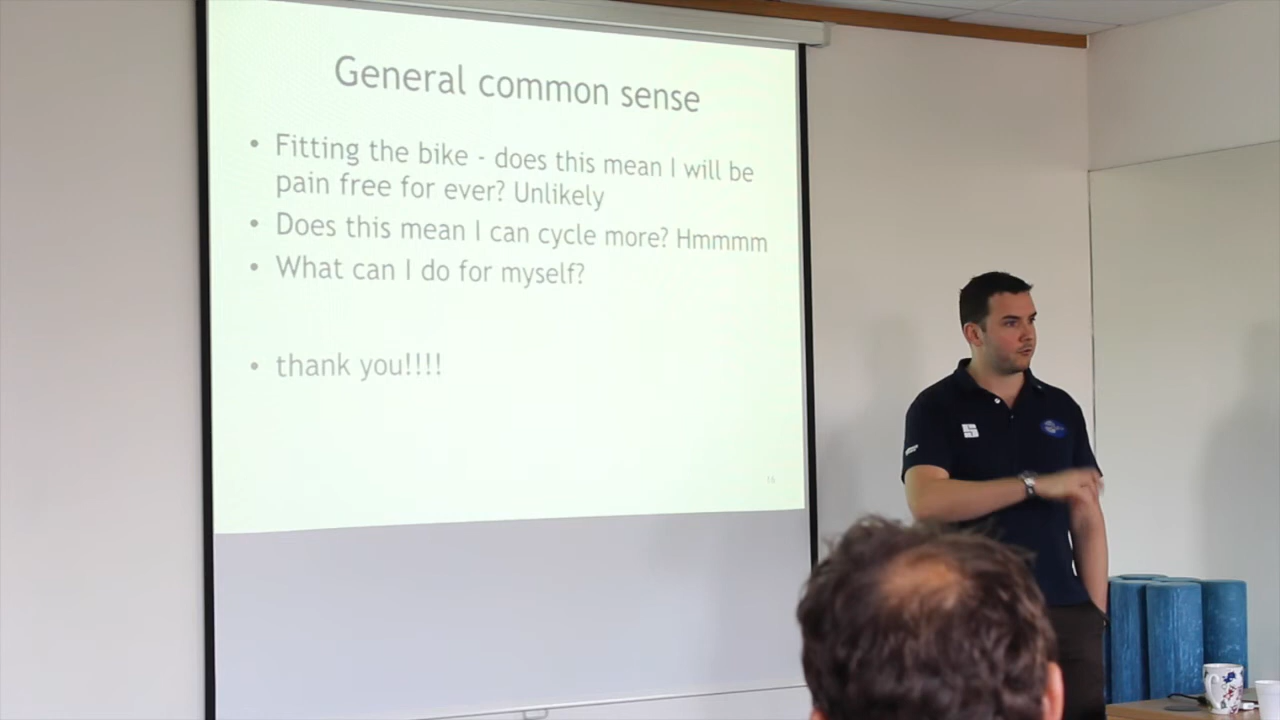 General common sense
• Fitting the bike - does this mean I will be
pain free for ever? Unlikely
• Does this mean I can cycle more? Hmmmm
• What can I do for myself?
• thank you!!!!
16